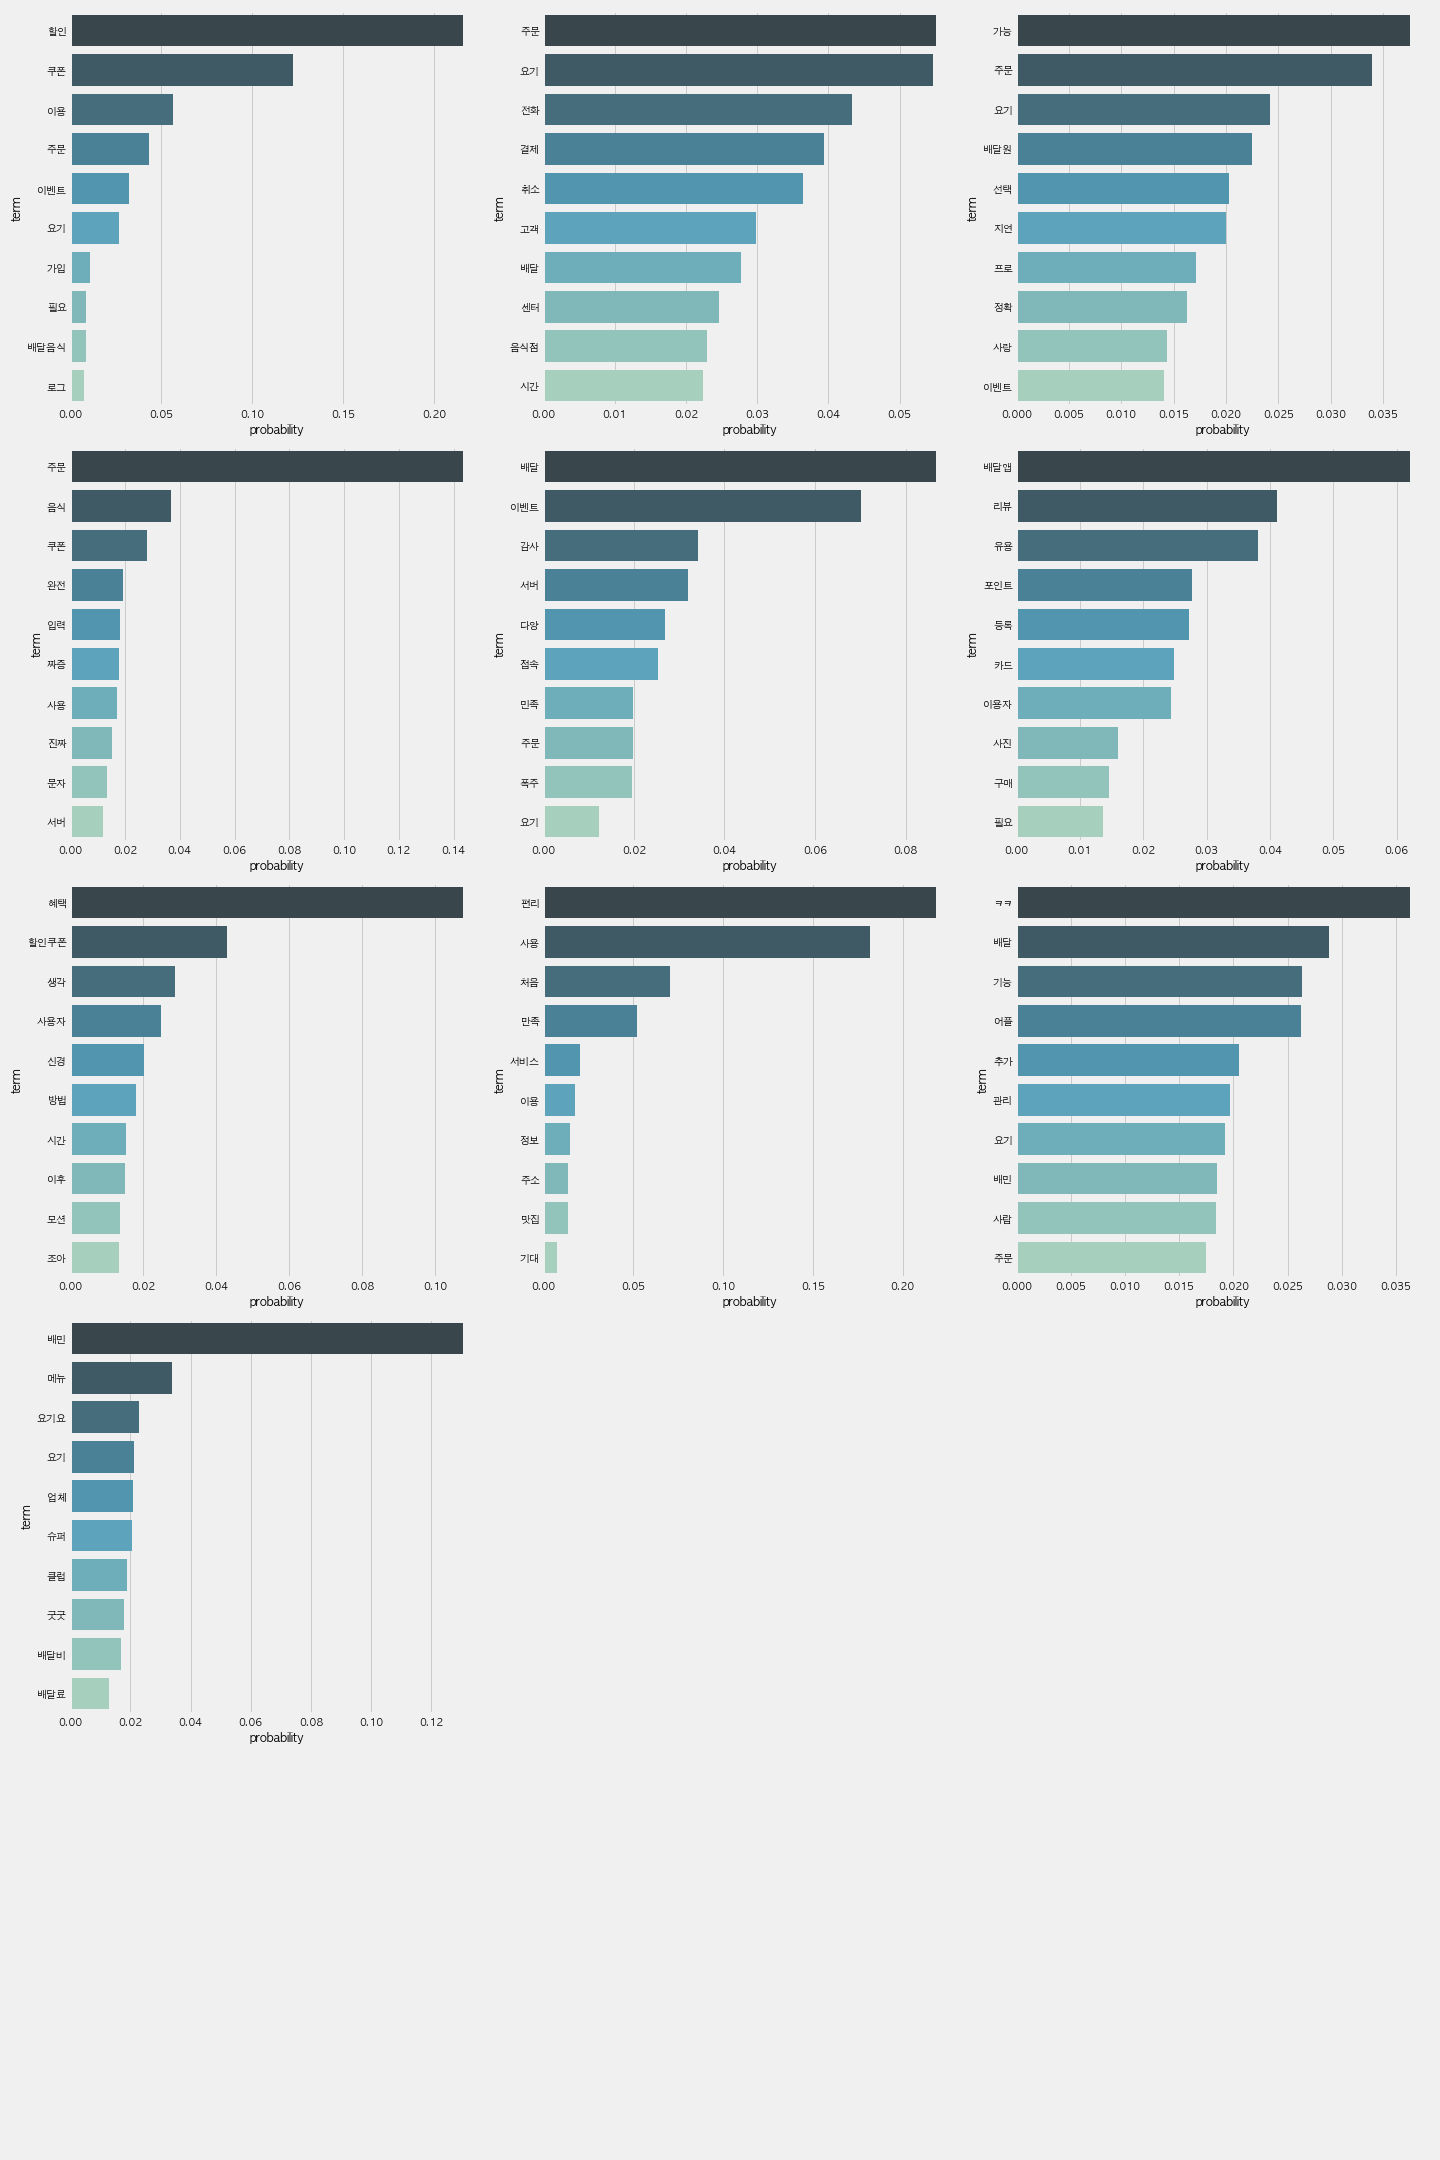 할인
쿠폰
이용
주문
이벤트
요기
가입
필요
배달음식
로그
term
0.00 0.05 0.10 0.15 0.20
probability
주문
요기
전화
결제
취소
고객
배달
센터
음식점
시간
term
0.00 0.01 0.02 0.03 0.04 0.05
probability
가능
주문
요기
배달원
선택
지연
프로
정확
사랑
이벤트
term
0.000 0.005 0.010 0.015 0.020 0.025 0.030 0.035
probability
주문
음식
쿠폰
완전
입력
짜증
사용
진짜
문자
서버
term
0.00 0.02 0.04 0.06 0.08 0.10 0.12 0.14
probability
배달
이벤트
감사
서버
다양
접속
민족
주문
폭주
요기
term
0.00 0.02 0.04 0.06 0.08
probability
배달앱
리뷰
유용
포인트
등록
카드
이용자
사진
구매
필요
term
0.00 0.01 0.02 0.03 0.04 0.05 0.06
probability
혜택
할인쿠폰
생각
사용자
신경
방법
시간
이후
모션
조아
term
0.00 0.02 0.04 0.06 0.08 0.10
probability
편리
사용
처음
만족
서비스
이용
정보
주소
맛집
기대
term
0.00 0.05 0.10 0.15 0.20
probability
ㅋㅋ
배달
기능
어플
추가
관리
요기
배민
사람
주문
term
0.000 0.005 0.010 0.015 0.020 0.025 0.030 0.035
probability
배민
메뉴
요기요
요기
업체
슈퍼
클럽
굿굿
배달비
배달료
term
0.00 0.02 0.04 0.06 0.08 0.10 0.12
probability